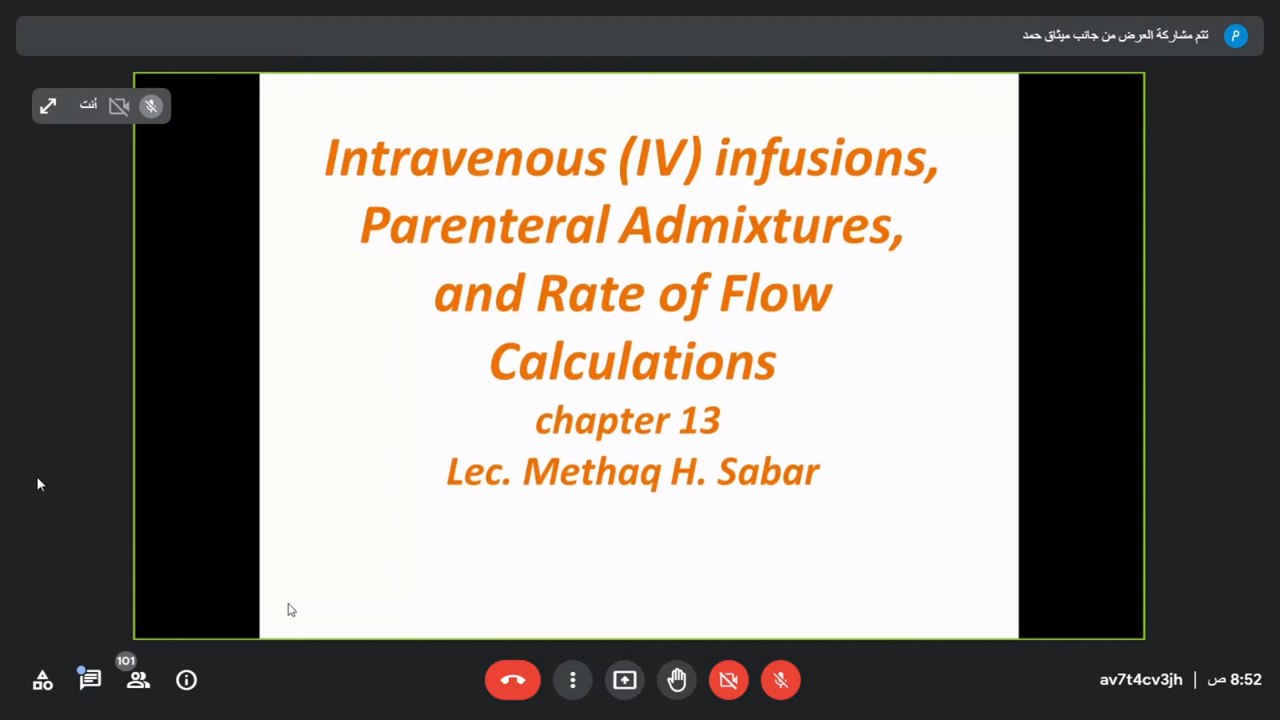 تتم مشاركة العرض من جانب ميثاق حمد
م
أنت
Intravenous (IV) infusions,
Parenteral Admixtures,
and Rate of Flow
Calculations
chapter 13
Lec. Methaq H. Sabar
101
av7t4cv3jh | 8:52 ص